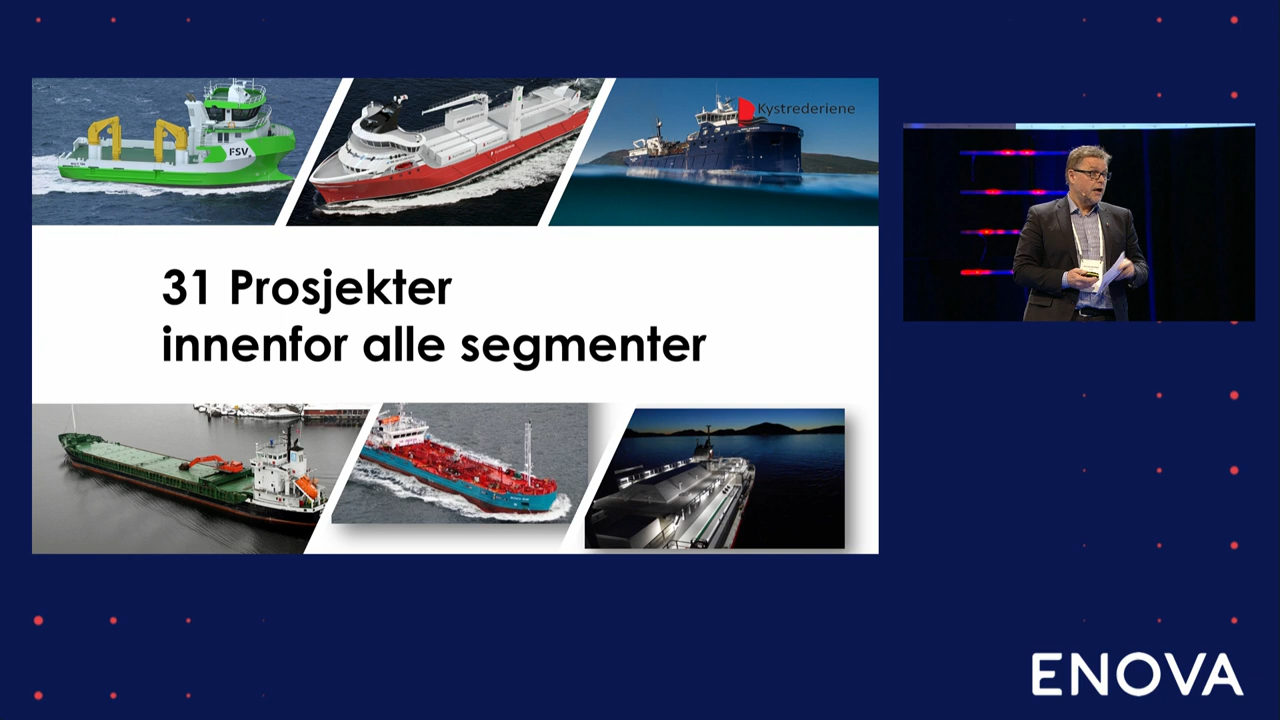 FSV
Kystrederiene
31 Prosjekter
innenfor alle segmenter
ENOVA